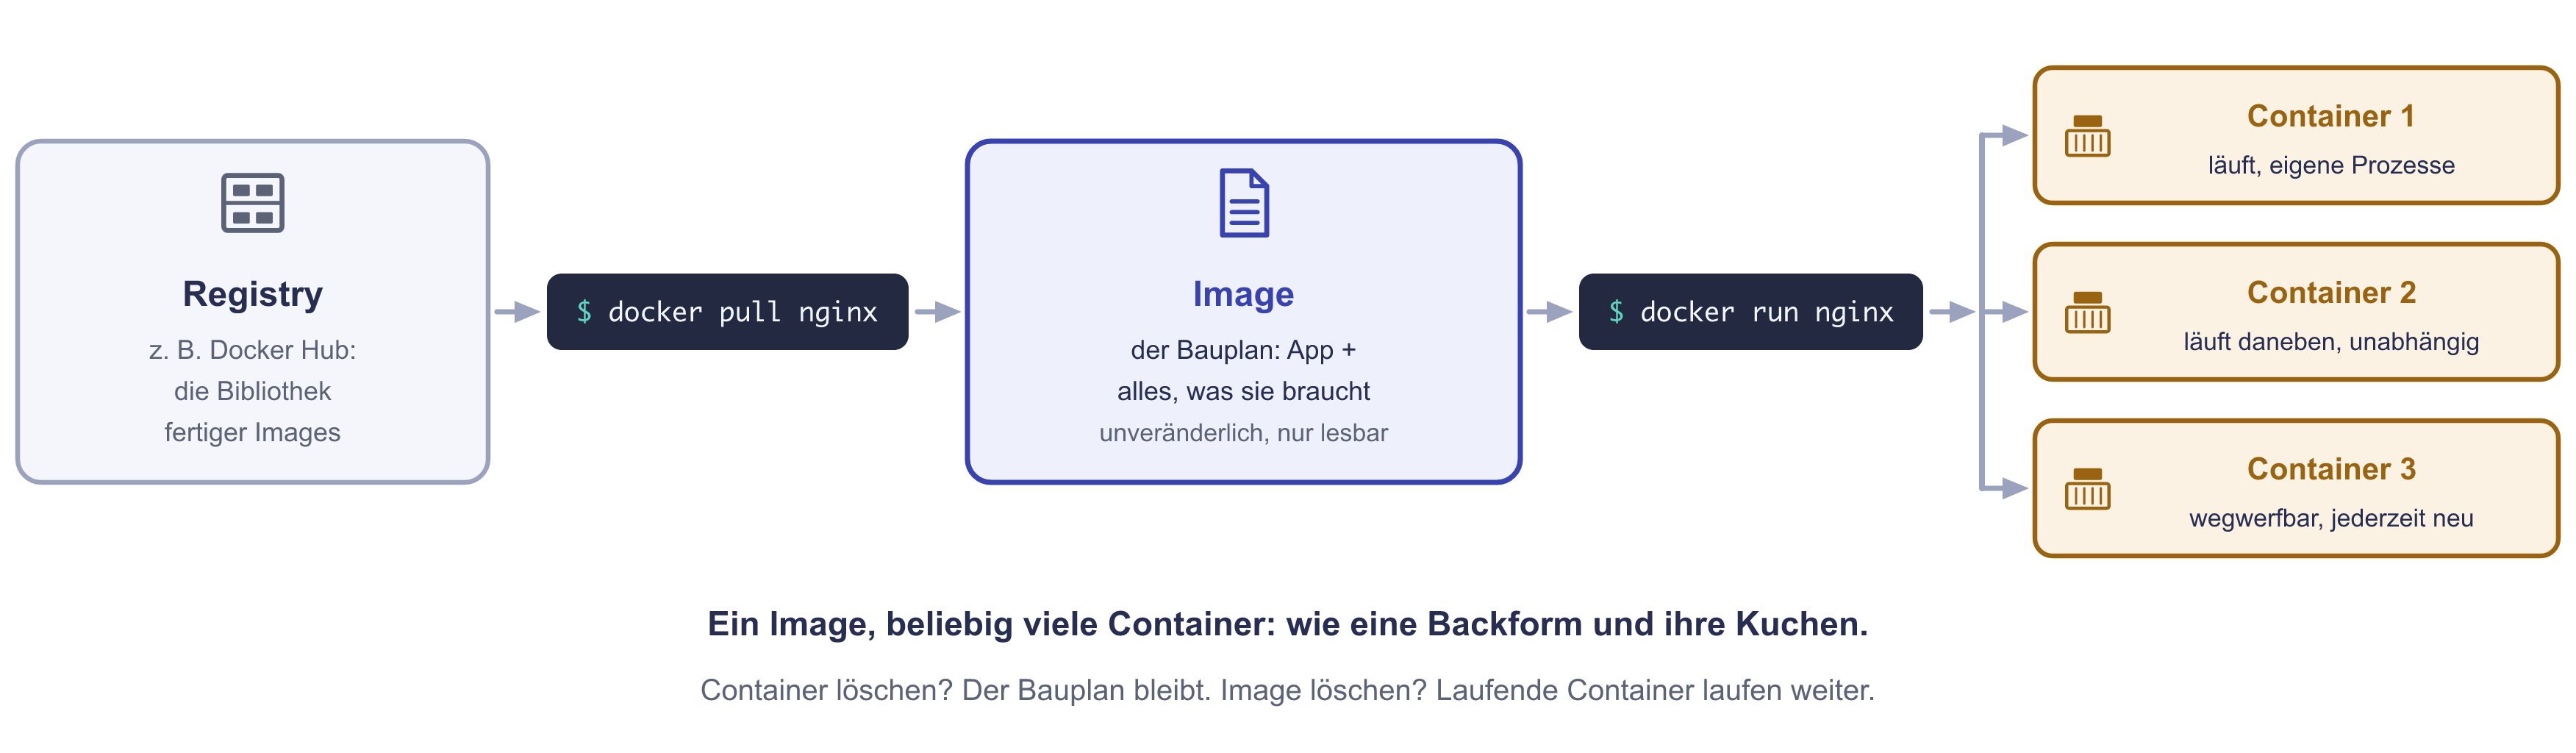 Registry
z. B. Docker Hub:
die Bibliothek
fertiger Images
$ docker pull nginx
Image
der Bauplan: App +
alles, was sie braucht
unveränderlich, nur lesbar
$ docker run nginx
Container 1
läuft, eigene Prozesse
Container 2
läuft daneben, unabhängig
Container 3
wegwerfbar, jederzeit neu
Ein Image, beliebig viele Container: wie eine Backform und ihre Kuchen.
Container löschen? Der Bauplan bleibt. Image löschen? Laufende Container laufen weiter.